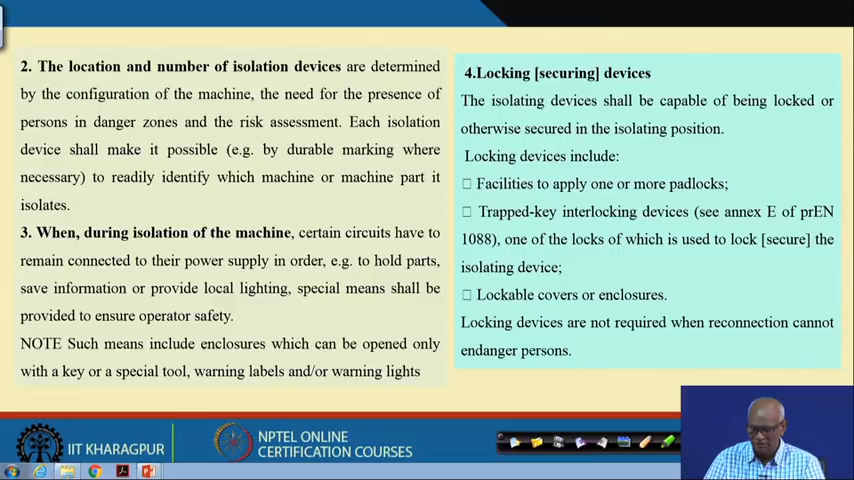 2. The location and number of isolation devices are determined
by the configuration of the machine, the need for the presence of
persons in danger zones and the risk assessment. Each isolation
device shall make it possible (e.g. by durable marking where
necessary) to readily identify which machine or machine part it
isolates.
3. When, during isolation of the machine, certain circuits have to
remain connected to their power supply in order, e.g. to hold parts,
save information or provide local lighting, special means shall be
provided to ensure operator safety.
NOTE Such means include enclosures which can be opened only
with a key or a special tool, warning labels and/or warning lights
4.Locking [securing] devices
The isolating devices shall be capable of being locked or
otherwise secured in the isolating position.
Locking devices include:
Facilities to apply one or more padlocks;
Trapped-key interlocking devices (see annex E of prEN
1088), one of the locks of which is used to lock [secure] the
isolating device;
Lockable covers or enclosures.
Locking devices are not required when reconnection cannot
endanger persons.
IIT KHARAGPUR
NPTEL ONLINE
CERTIFICATION COURSES